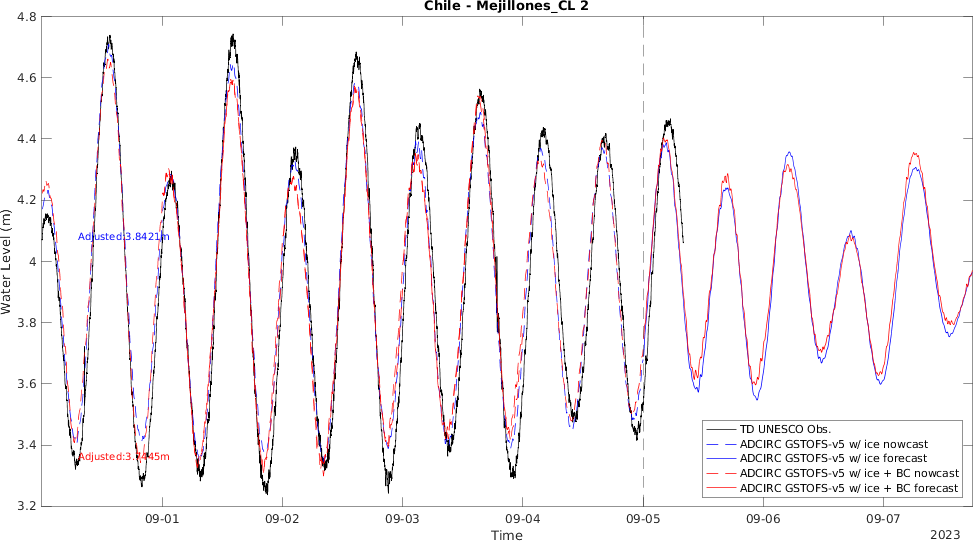 Chile - Mejillones_CL 2
4.8
4.6
4.4
4.2
4
3.8
3.6
3.4
3.2
Water Level (m)
Adjusted:3.8421m
TD UNESCO Obs.
ADCIRC GSTOFS-v5 w/ ice nowcast
ADCIRC GSTOFS-v5 w/ ice forecast
ADCIRC GSTOFS-v5 w/ ice + BC nowcast
ADCIRC GSTOFS-v5 w/ ice + BC forecast
09-01 09-02 09-03 09-04 09-05 09-06 09-07
Time
2023